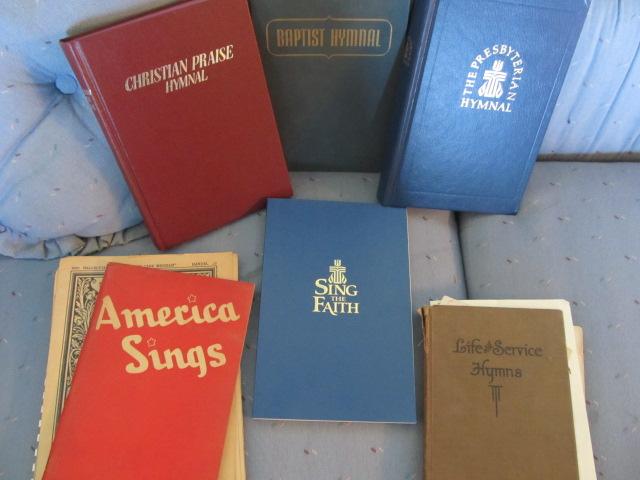 CHRISTIAN PRAISE
HYMNAL
BAPTIST HYMNAL
THE PRESBYTERIAN
HYMNAL
SING
THE
FAITH
America
Sings
Life and Service
Hymns